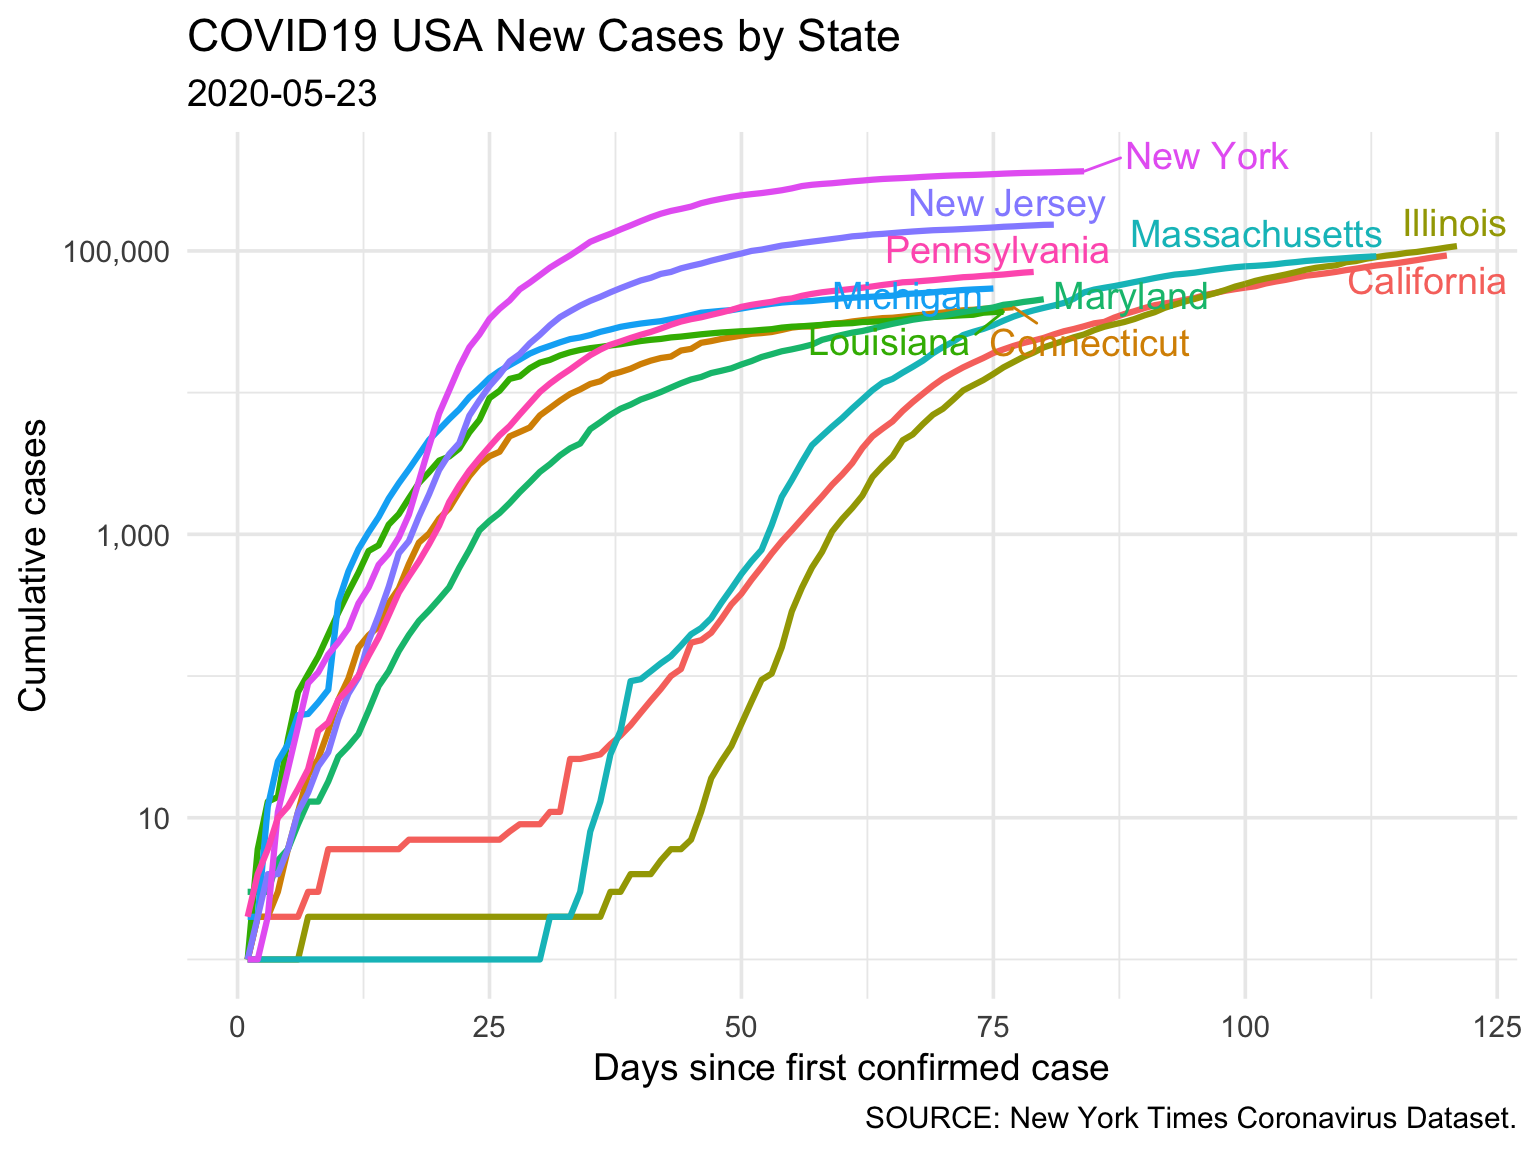 COVID19 USA New Cases by State
2020-05-23
New York
New Jersey
Illinois
Massachusetts
100,000
Pennsylvania
California
Michigan
Maryland
Louisiana
Connecticut
Cumulative cases
1,000
10
0 25 50 75 100 125
Days since first confirmed case
SOURCE: New York Times Coronavirus Dataset.